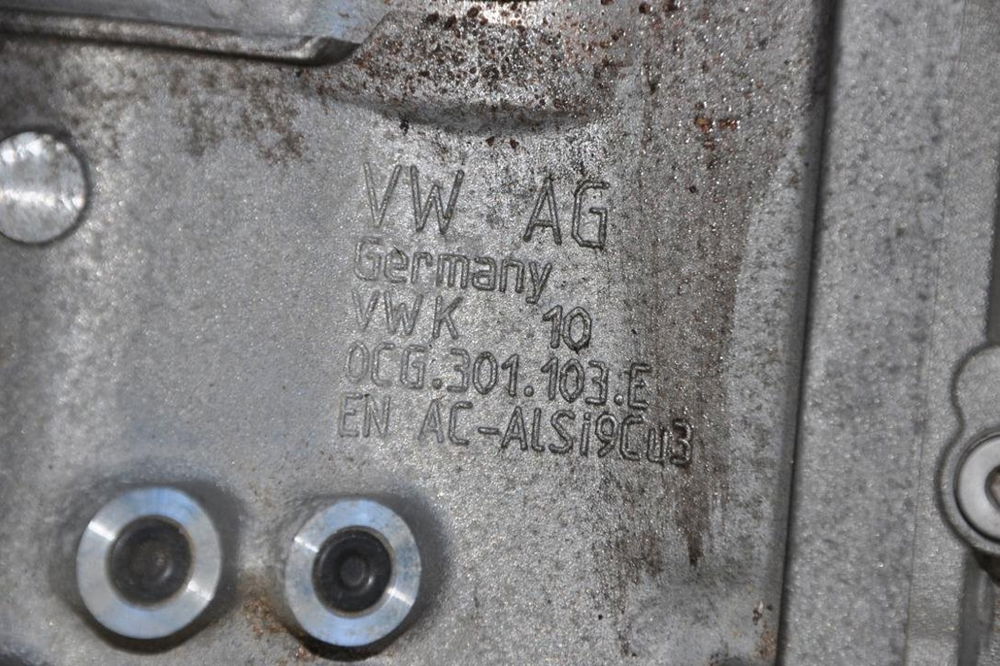 VW AG
Germany
VWK 10
0CG.301.103.E
EN AC-AlSi9Cu3